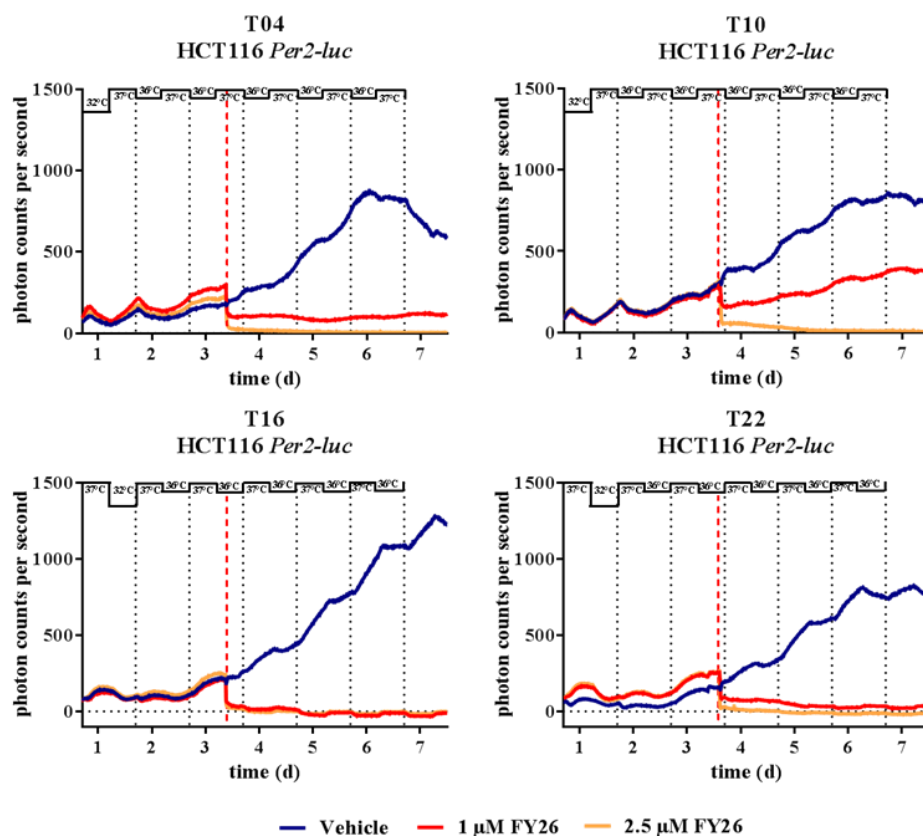 T04
HCT116 Per2-luc
32°C 37°C 36°C 37°C 36°C 37°C 36°C 37°C 36°C 37°C 36°C 37°C
photon counts per second
1500
1000
500
0
1 2 3 4 5 6 7
time (d)
T10
HCT116 Per2-luc
32°C 37°C 36°C 37°C 36°C 37°C 36°C 37°C 36°C 37°C 36°C 37°C
photon counts per second
1500
1000
500
0
1 2 3 4 5 6 7
time (d)
T16
HCT116 Per2-luc
37°C 32°C 37°C 36°C 37°C 36°C 37°C 36°C 37°C 36°C 37°C 36°C
photon counts per second
1500
1000
500
0
1 2 3 4 5 6 7
time (d)
T22
HCT116 Per2-luc
37°C 32°C 37°C 36°C 37°C 36°C 37°C 36°C 37°C 36°C 37°C 36°C
photon counts per second
1500
1000
500
0
1 2 3 4 5 6 7
time (d)
Vehicle 1 μM FY26 2.5 μM FY26